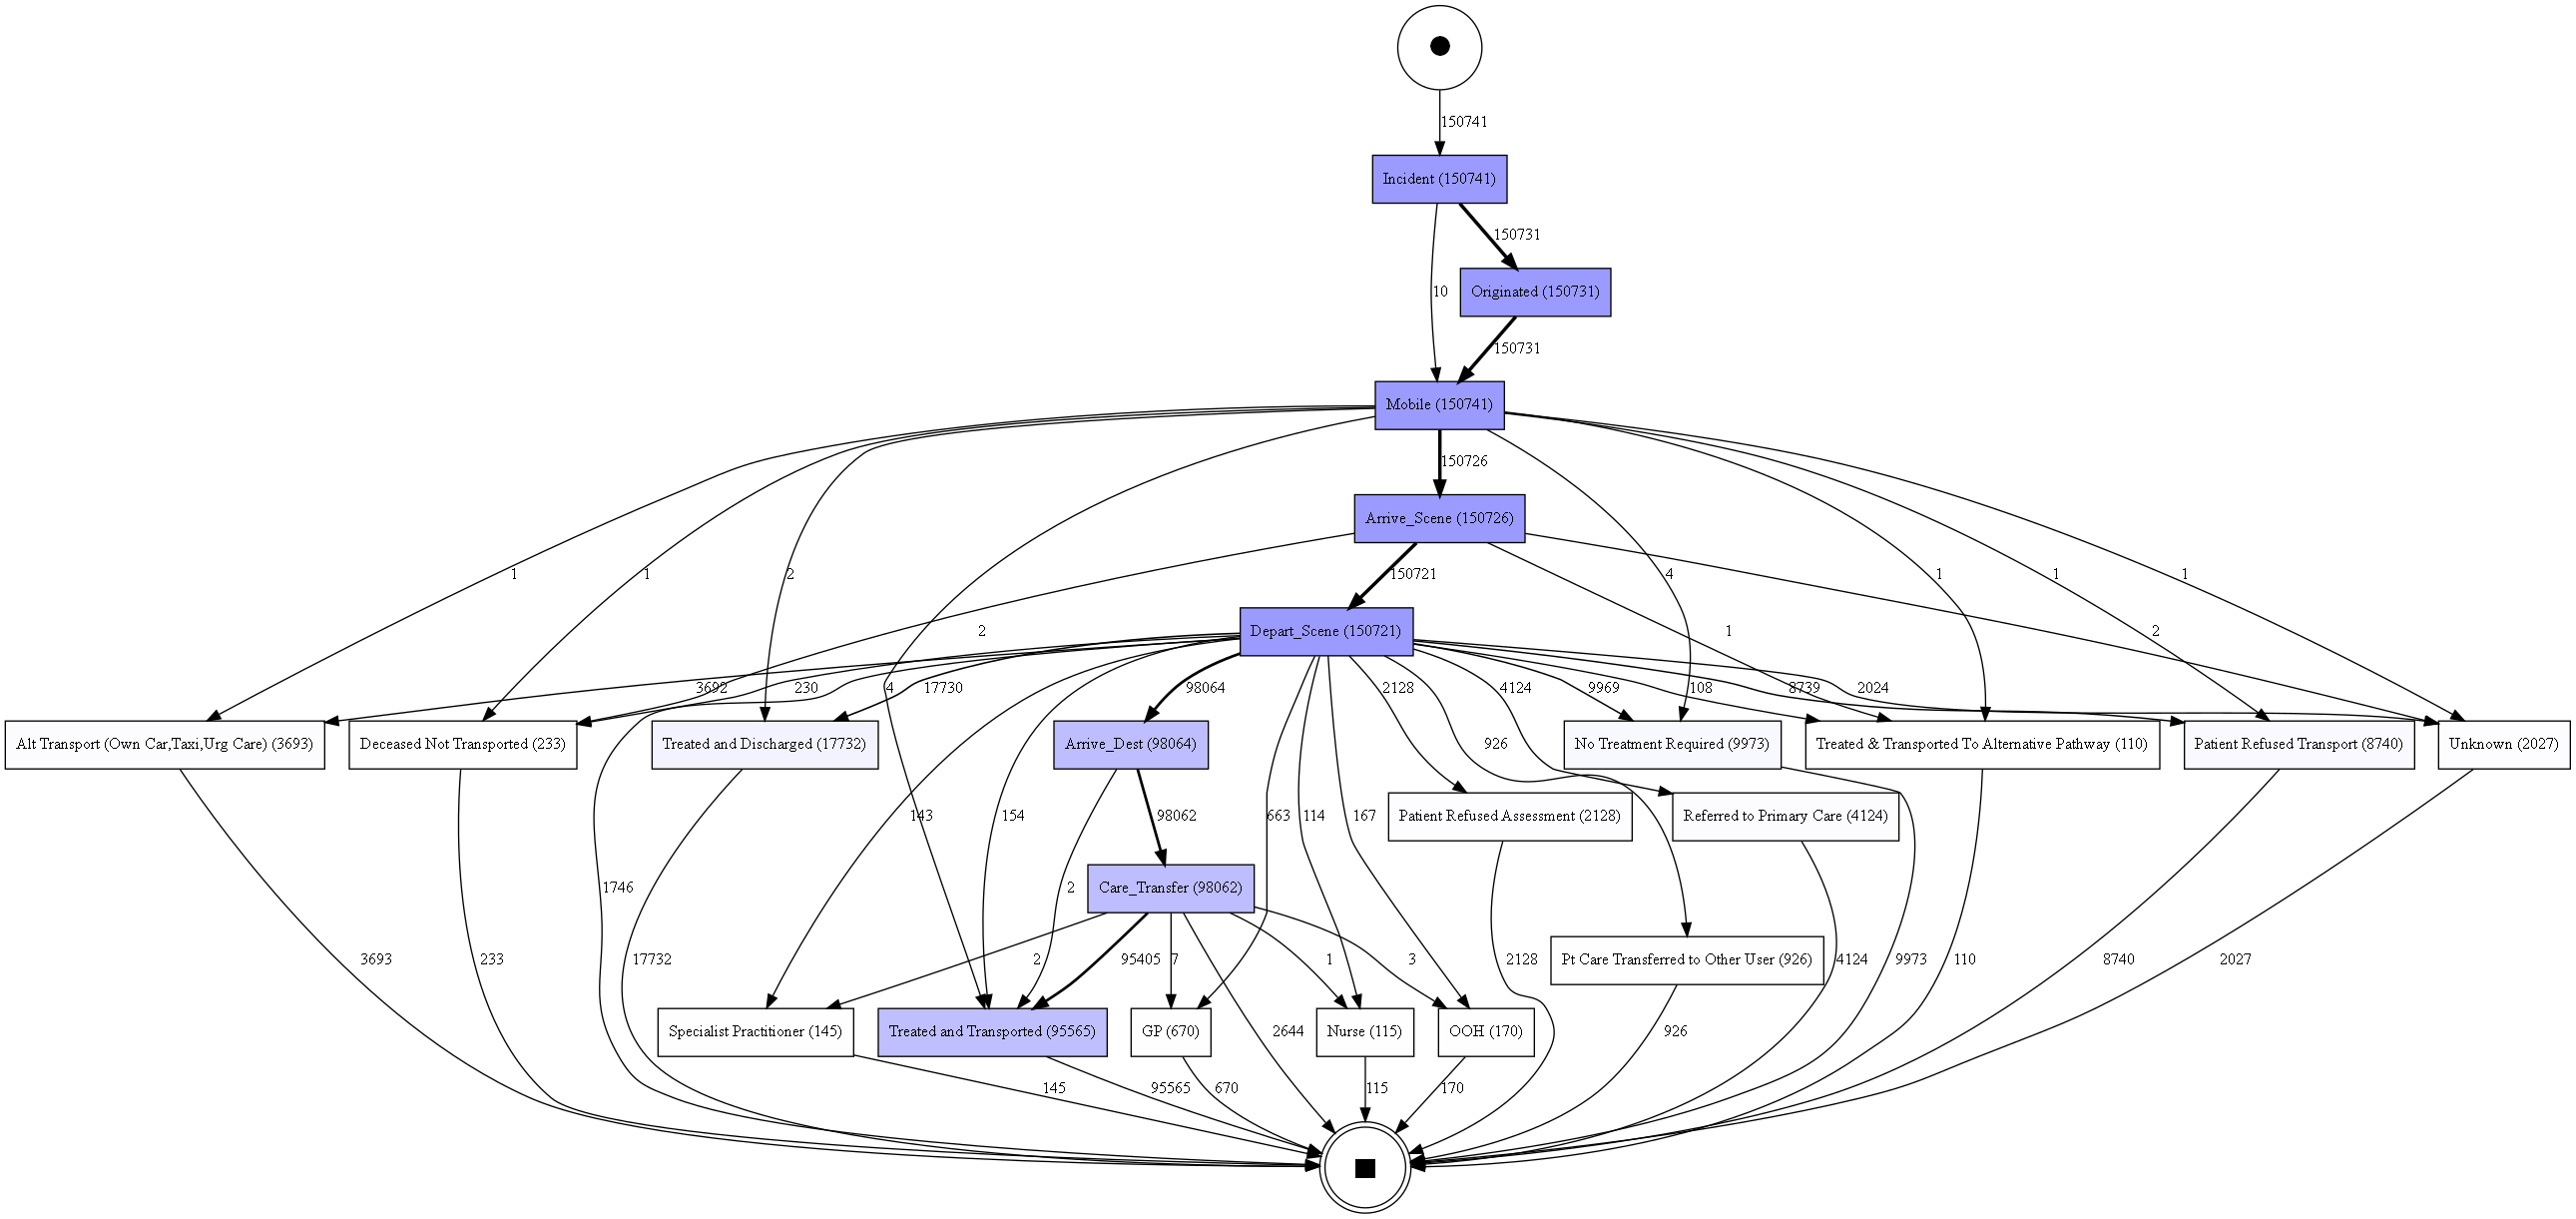 150741
Incident (150741)
150731
Originated (150731)
10
150731
Mobile (150741)
150726
Arrive_Scene (150726)
1
1
2
150721
4
1
1
1
Depart_Scene (150721)
2
1
2
3692
230
4
17730
98064
2128
4124
9969
108
8739
2024
Alt Transport (Own Car,Taxi,Urg Care) (3693)
Deceased Not Transported (233)
Treated and Discharged (17732)
Arrive_Dest (98064)
926
No Treatment Required (9973)
Treated & Transported To Alternative Pathway (110)
Patient Refused Transport (8740)
Unknown (2027)
143
154
98062
663
114
167
Patient Refused Assessment (2128)
Referred to Primary Care (4124)
1746
2
Care_Transfer (98062)
3693
233
17732
2
95405
7
1
3
2128
Pt Care Transferred to Other User (926)
4124
9973
110
8740
2027
Specialist Practitioner (145)
Treated and Transported (95565)
GP (670)
2644
Nurse (115)
OOH (170)
926
145
95565
670
115
170